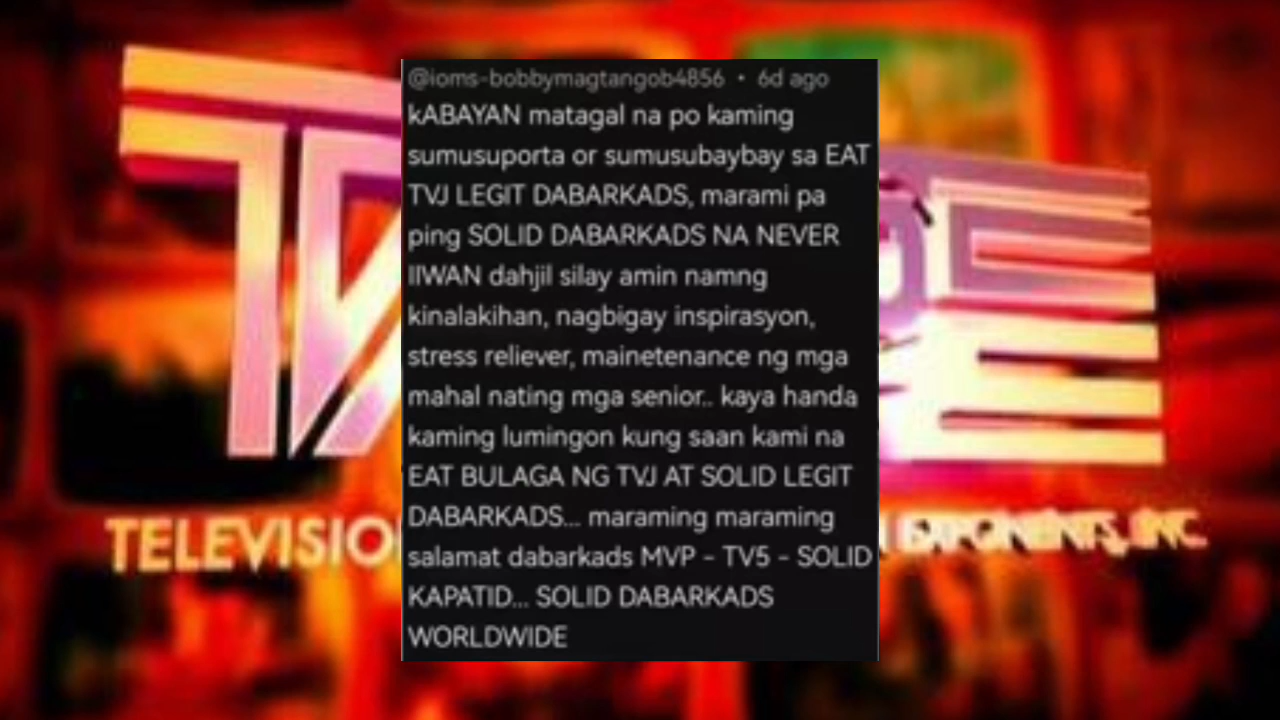 @ioms-bobbymagtangob4856 • 6d ago
kABAYAN matagal na po kaming
sumusuporta or sumusubaybay sa EAT
TVJ LEGIT DABARKADS, marami pa
ping SOLID DABARKADS NA NEVER
IIWAN dahjil silay amin namng
kinalakihan, nagbigay inspirasyon,
stress reliever, mainetenance ng mga
mahal nating mga senior.. kaya handa
kaming lumingon kung saan kami na
EAT BULAGA NG TVJ AT SOLID LEGIT
DABARKADS... maraming maraming
salamat dabarkads MVP - TV5 - SOLID
KAPATID... SOLID DABARKADS
WORLDWIDE
TELEVISIO
INC.